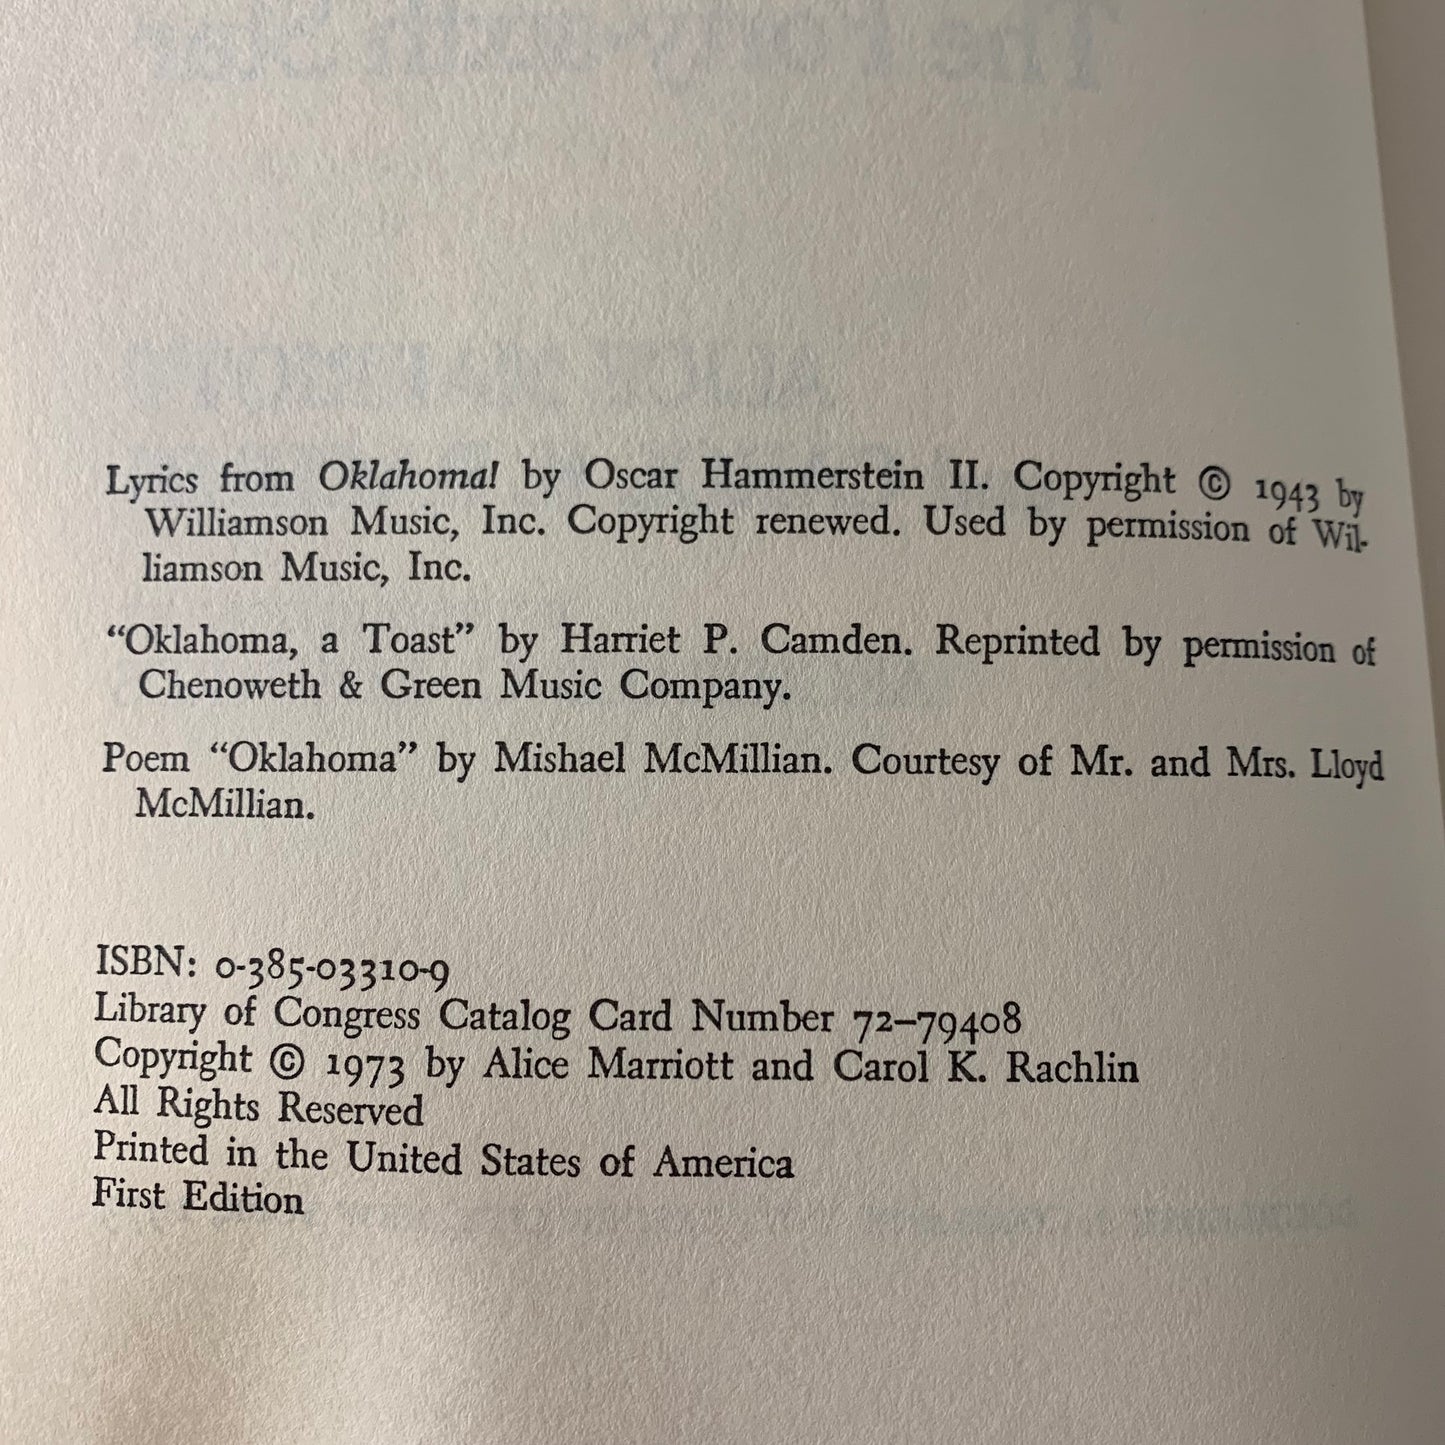 Lyrics from Oklahoma! by Oscar Hammerstein II. Copyright © 1943 by
Williamson Music, Inc. Copyright renewed. Used by permission of Wil-
liamson Music, Inc.
"Oklahoma, a Toast" by Harriet P. Camden. Reprinted by permission of
Chenoweth & Green Music Company.
Poem "Oklahoma" by Mishael McMillian. Courtesy of Mr. and Mrs. Lloyd
McMillian.
ISBN: 0-385-03310-9
Library of Congress Catalog Card Number 72–79408
Copyright © 1973 by Alice Marriott and Carol K. Rachlin
All Rights Reserved
Printed in the United States of America
First Edition